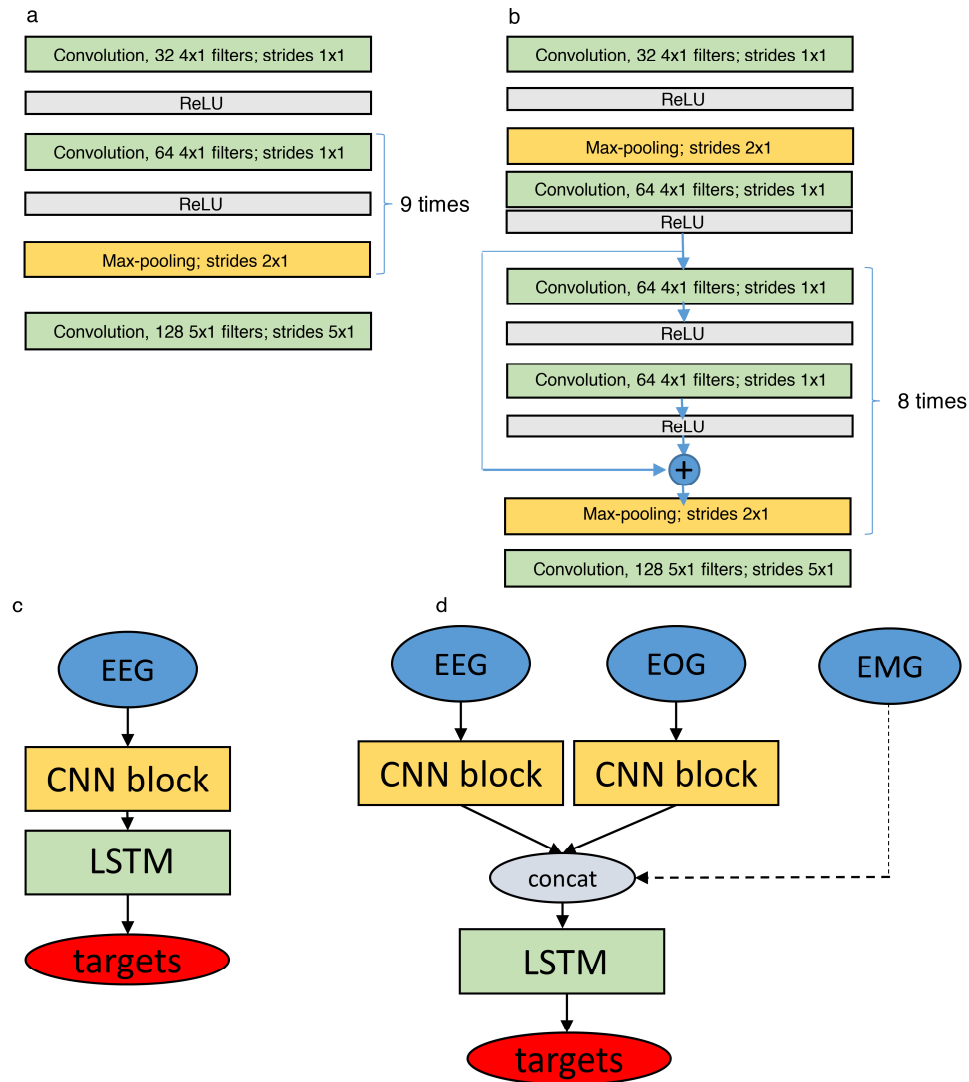 a
Convolution, 32 4x1 filters; strides 1x1
ReLU
Convolution, 64 4x1 filters; strides 1x1
ReLU
9 times
Max-pooling; strides 2x1
Convolution, 128 5x1 filters; strides 5x1
b
Convolution, 32 4x1 filters; strides 1x1
ReLU
Max-pooling; strides 2x1
Convolution, 64 4x1 filters; strides 1x1
ReLU
Convolution, 64 4x1 filters; strides 1x1
ReLU
Convolution, 64 4x1 filters; strides 1x1
8 times
ReLU
+
Max-pooling; strides 2x1
Convolution, 128 5x1 filters; strides 5x1
c
EEG
CNN block
LSTM
targets
d
EEG
EOG
EMG
CNN block
CNN block
concat
LSTM
targets